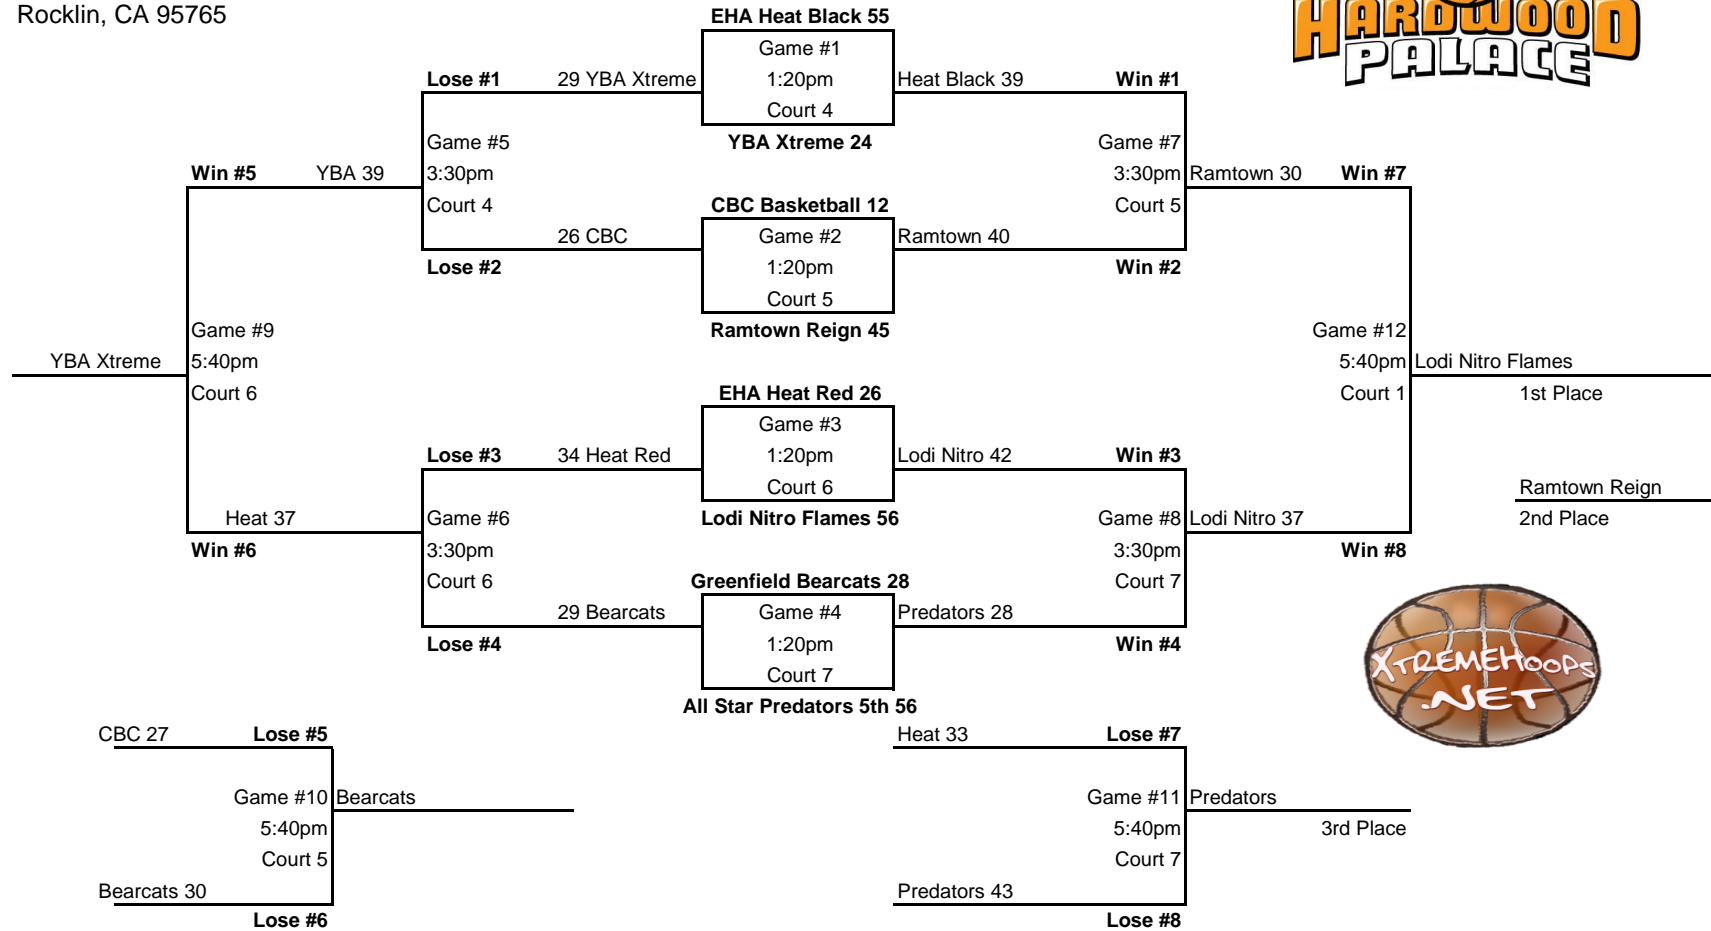 Rocklin, CA 95765
HARDWOOD
PALACE
EHA Heat Black 55
Game #1
Lose #1 29 YBA Xtreme 1:20pm Heat Black 39 Win #1
Court 4
Game #5 YBA Xtreme 24 Game #7
Win #5 YBA 39 3:30pm 3:30pm Ramtown 30 Win #7
Court 4 CBC Basketball 12 Court 5
26 CBC Game #2 Ramtown 40
Lose #2 1:20pm Win #2
Court 5
Game #9 Ramtown Reign 45 Game #12
YBA Xtreme 5:40pm 5:40pm Lodi Nitro Flames
Court 6 EHA Heat Red 26 Court 1 1st Place
Game #3
Lose #3 34 Heat Red 1:20pm Lodi Nitro 42 Win #3
Court 6 Ramtown Reign
Heat 37 Game #6 Lodi Nitro Flames 56 Game #8 Lodi Nitro 37 2nd Place
Win #6 3:30pm 3:30pm Win #8
Court 6 Greenfield Bearcats 28 Court 7
29 Bearcats Game #4 Predators 28
Lose #4 1:20pm Win #4
Court 7
XTREMEHOOPS
.NET
All Star Predators 5th 56
CBC 27 Lose #5 Heat 33 Lose #7
Game #10 Bearcats Game #11 Predators
5:40pm 5:40pm 3rd Place
Court 5 Court 7
Bearcats 30 Predators 43
Lose #6 Lose #8